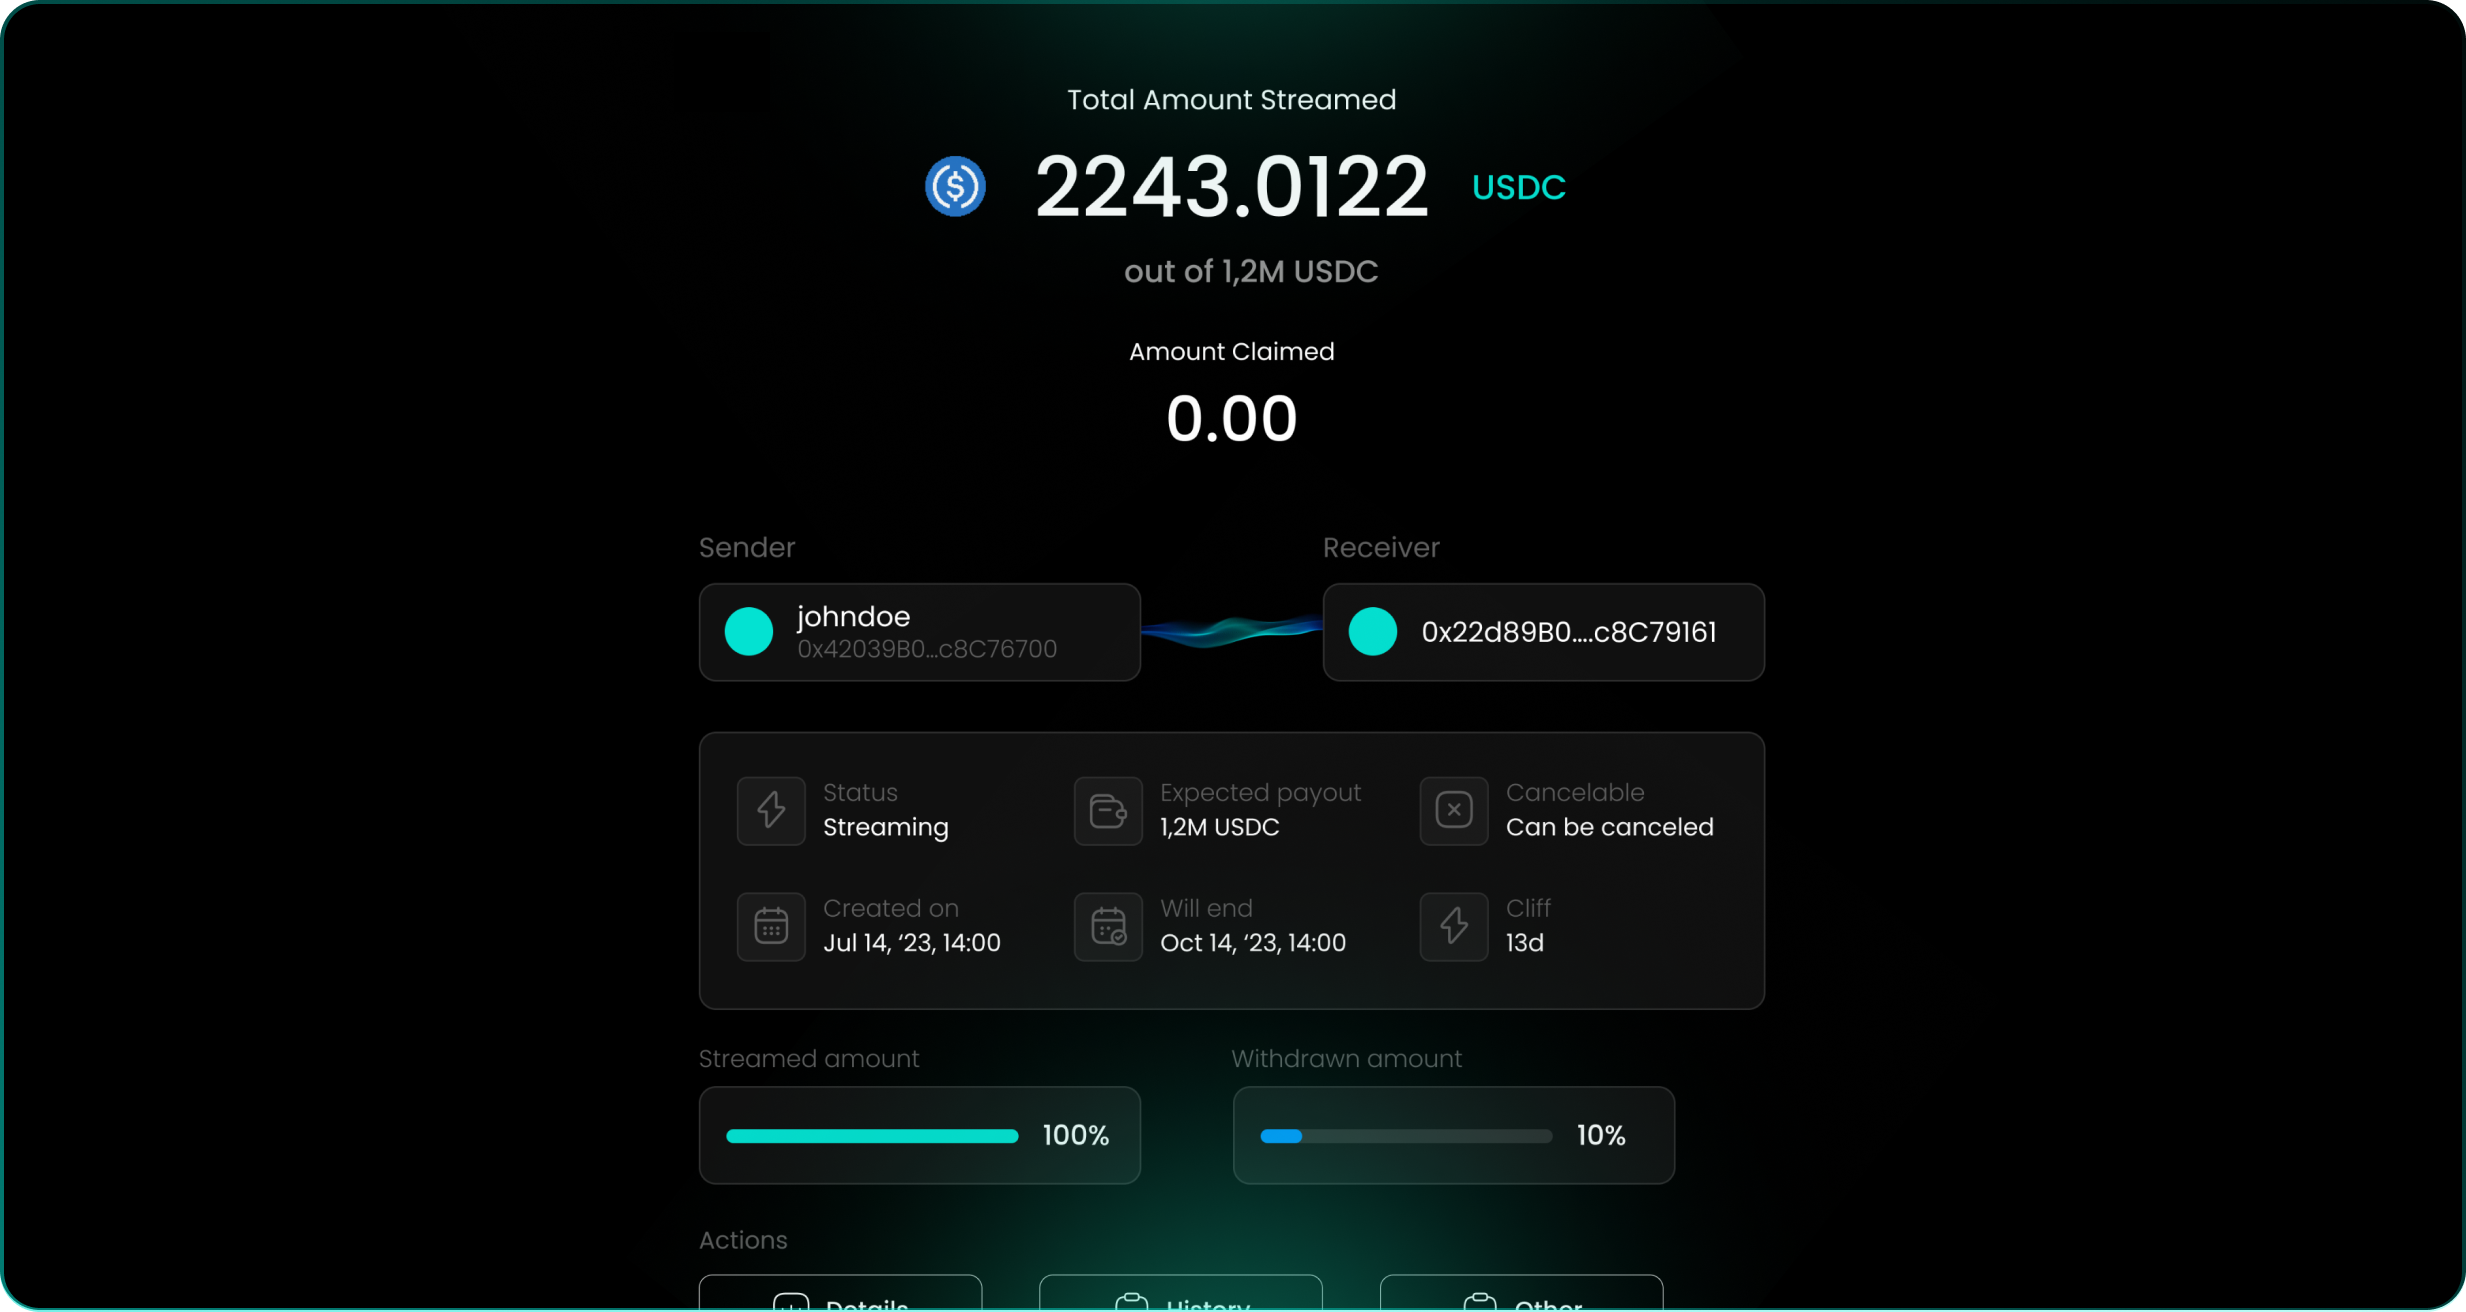 Total Amount Streamed
2243.0122 USDC
out of 1,2M USDC
Amount Claimed
0.00
Sender
Receiver
johndoe
0x42039B0...c8C76700
0x22d89B0....c8C79161
Status
Streaming
Expected payout
1,2M USDC
Cancelable
Can be canceled
Created on
Jul 14, ‘23, 14:00
Will end
Oct 14, ‘23, 14:00
Cliff
13d
Streamed amount
100%
Withdrawn amount
10%
Actions
Details
History
Other